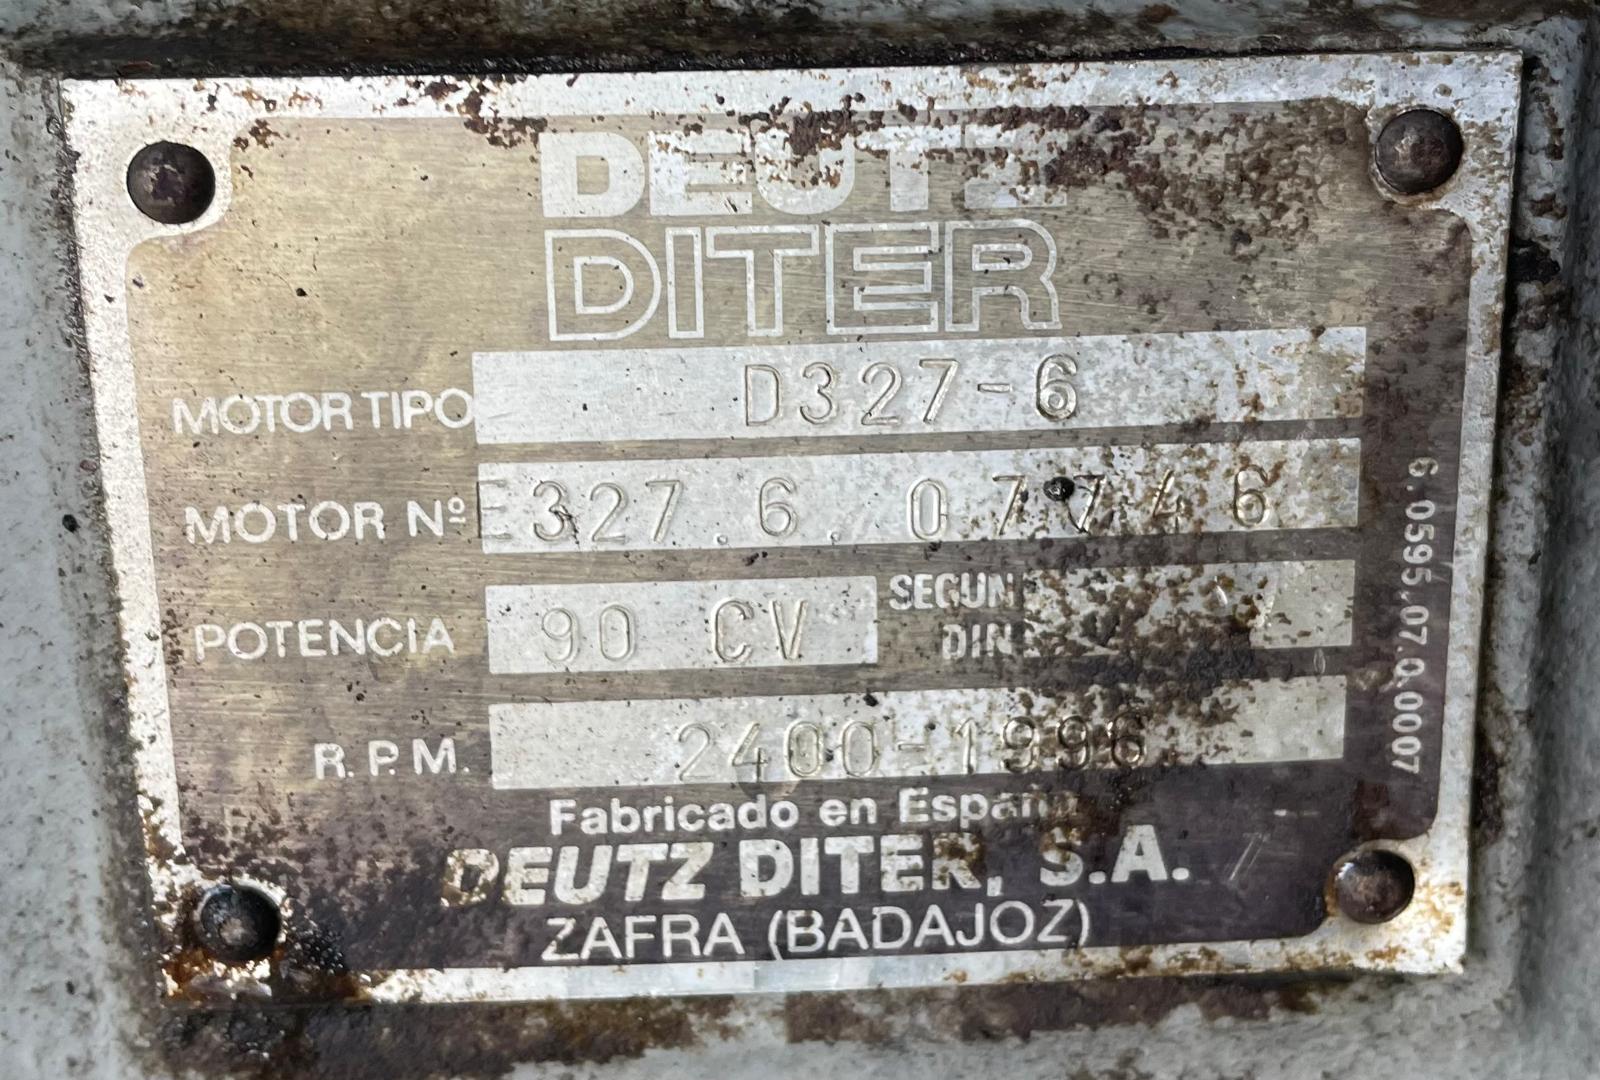 DEUTZ
DITER
MOTOR TIPO D327-6
MOTOR Nº E327.6.07746
POTENCIA 90 CV SEGUN
DIN
R.P.M. 2400-1996
Fabricado en España
DEUTZ DITER, S.A.
ZAFRA (BADAJOZ)
6.0595.07.0.0007